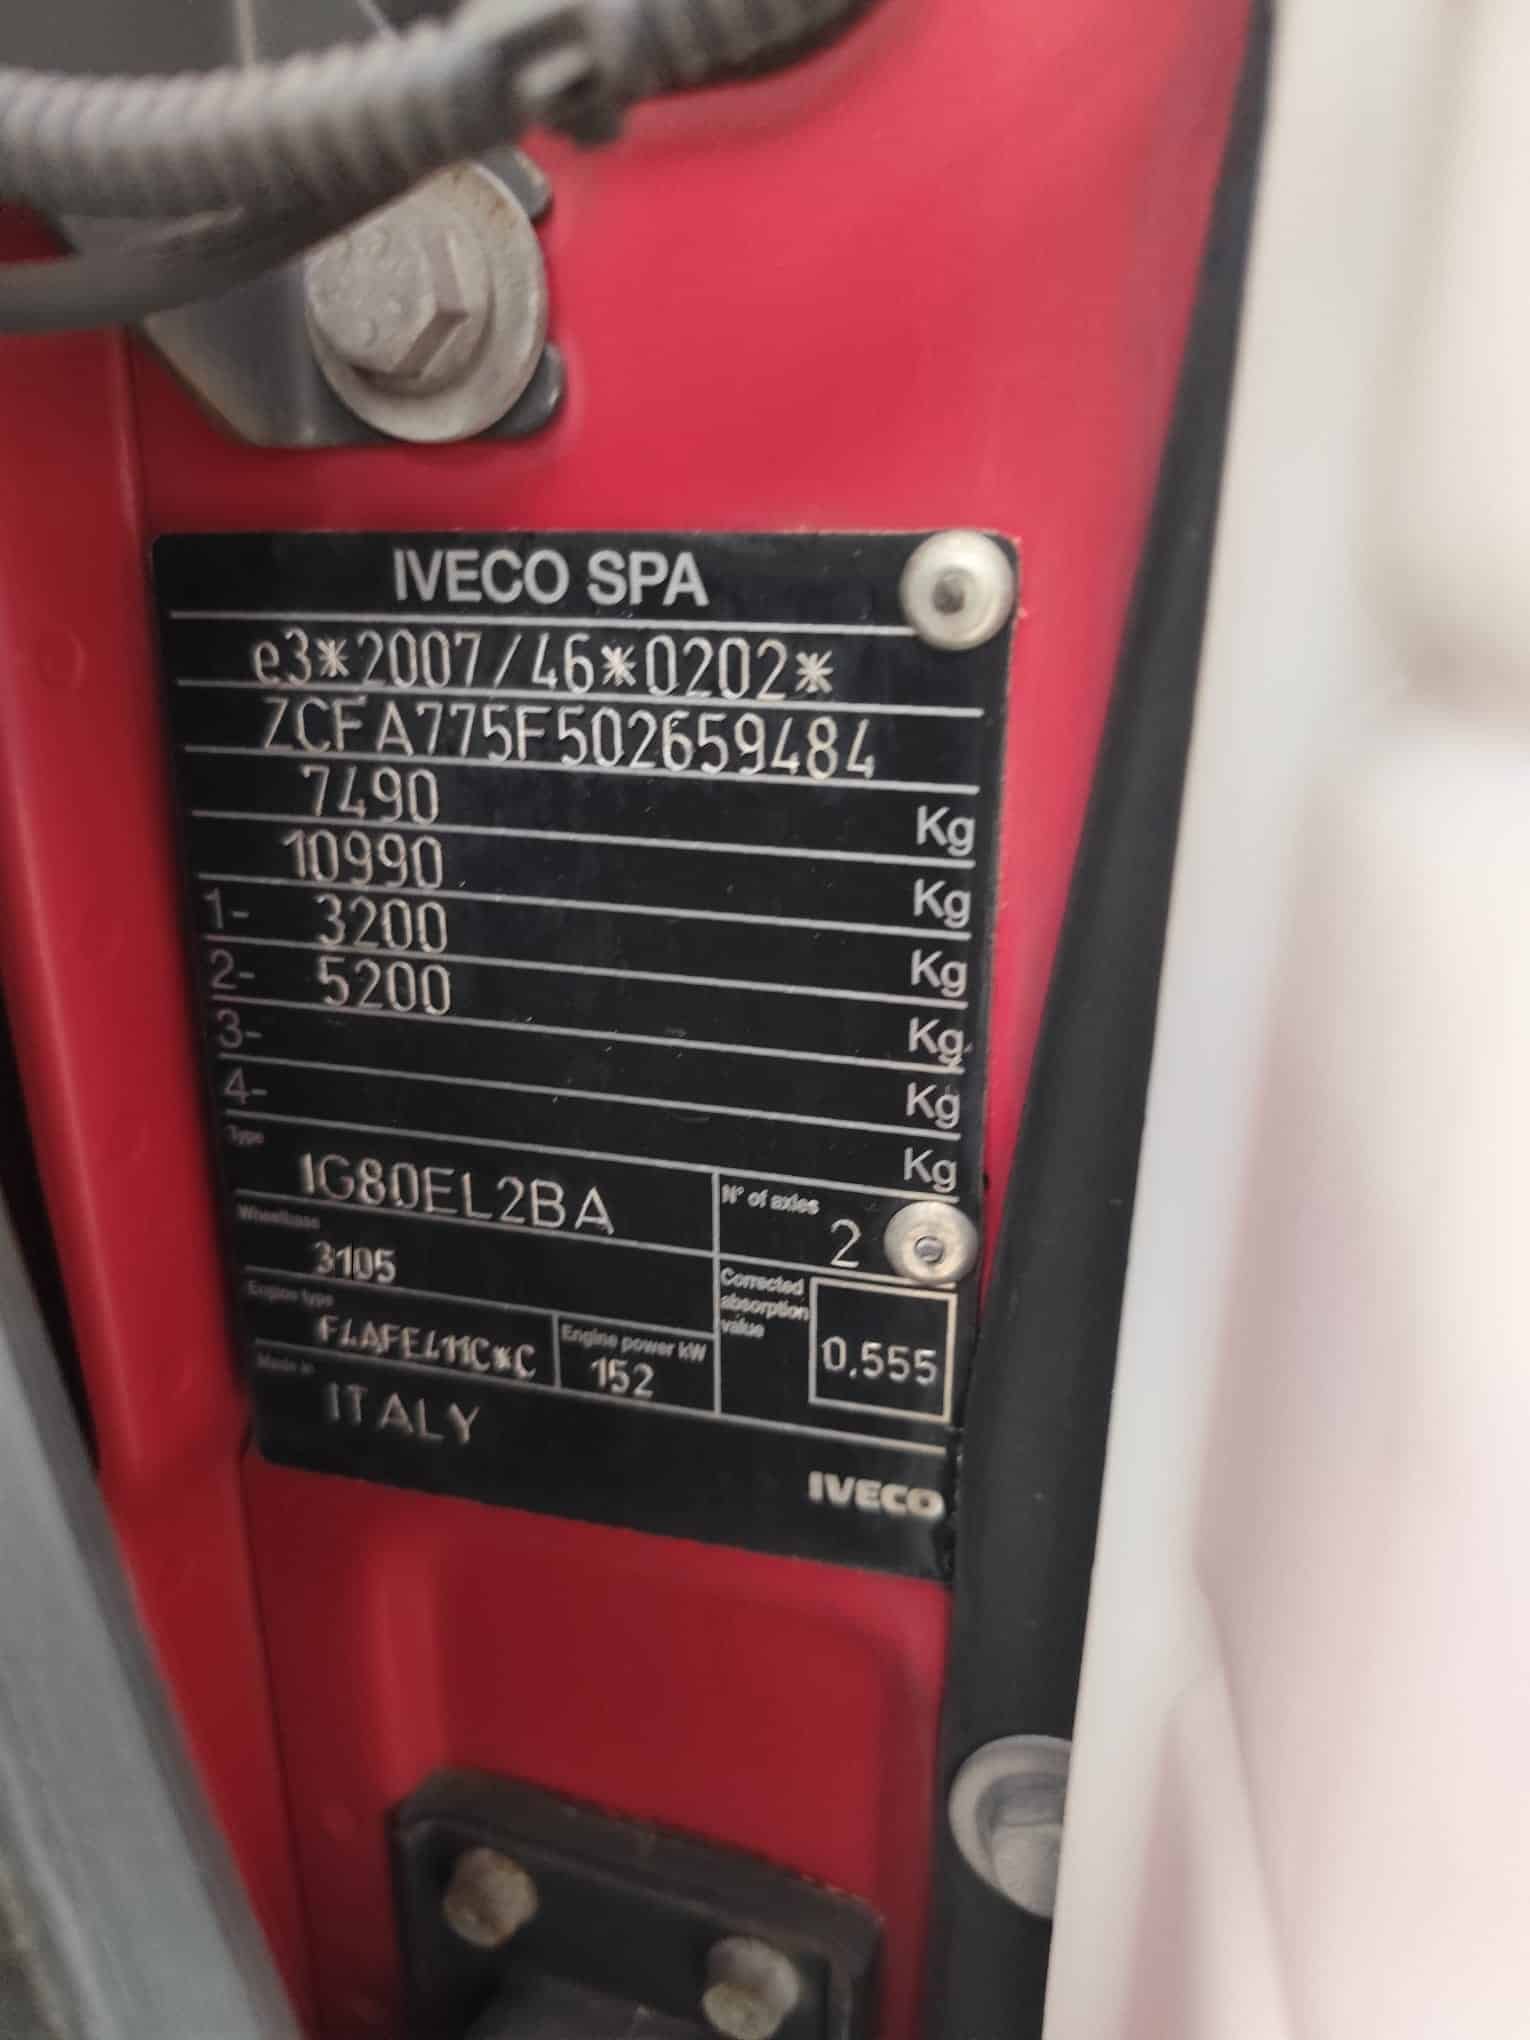 IVECO SPA
e3*2007/46*0202*
ZCFA775F502659484
7490 Kg
10990 Kg
1- 3200 Kg
2- 5200 Kg
3- Kg
4- Kg
Type
IG80EL2BA
N° of axles
2
Wheelbase
3105
Corrected
absorption
value
0,555
Engine type
F4AFE411C*C
Engine power kW
152
Made in
ITALY
IVECO